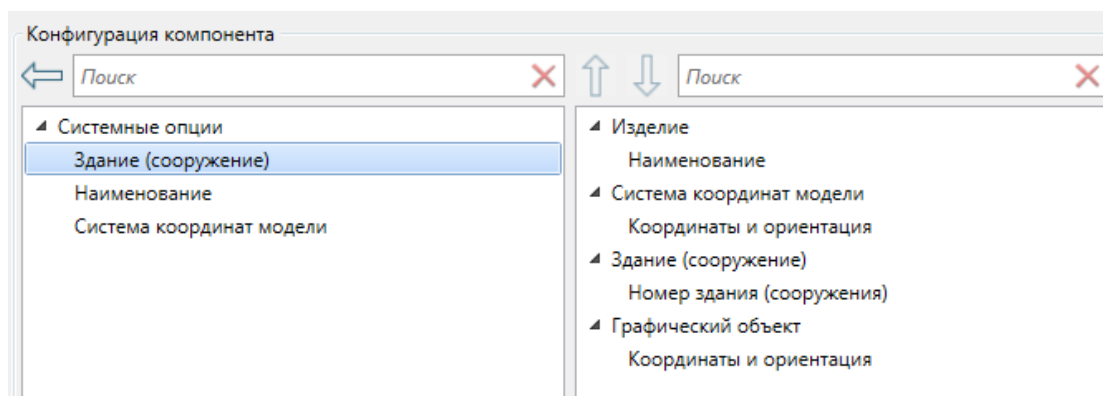 Конфигурация компонента
Поиск
Поиск
Системные опции
Здание (сооружение)
Наименование
Система координат модели
Изделие
Наименование
Система координат модели
Координаты и ориентация
Здание (сооружение)
Номер здания (сооружения)
Графический объект
Координаты и ориентация